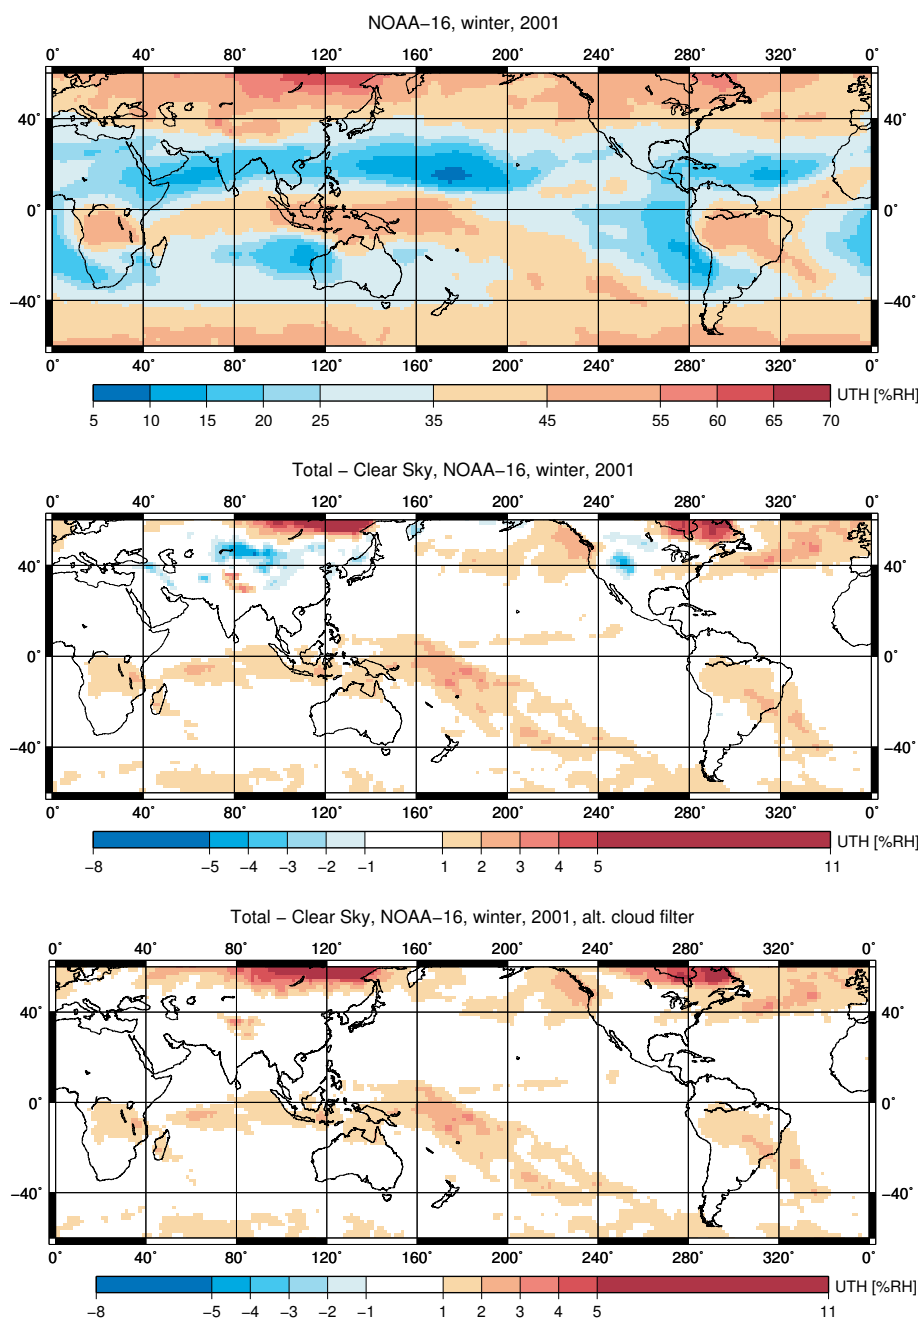 NOAA−16, winter, 2001
0˚ 40˚ 80˚ 120˚ 160˚ 200˚ 240˚ 280˚ 320˚ 0˚
40˚ 40˚
0˚ 0˚
−40˚ −40˚
0˚ 40˚ 80˚ 120˚ 160˚ 200˚ 240˚ 280˚ 320˚ 0˚
UTH [%RH]
5 10 15 20 25 35 45 55 60 65 70
Total − Clear Sky, NOAA−16, winter, 2001
0˚ 40˚ 80˚ 120˚ 160˚ 200˚ 240˚ 280˚ 320˚ 0˚
40˚ 40˚
0˚ 0˚
−40˚ −40˚
0˚ 40˚ 80˚ 120˚ 160˚ 200˚ 240˚ 280˚ 320˚ 0˚
UTH [%RH]
−8 −5 −4 −3 −2 −1 1 2 3 4 5 11
Total − Clear Sky, NOAA−16, winter, 2001, alt. cloud filter
0˚ 40˚ 80˚ 120˚ 160˚ 200˚ 240˚ 280˚ 320˚ 0˚
40˚ 40˚
0˚ 0˚
−40˚ −40˚
0˚ 40˚ 80˚ 120˚ 160˚ 200˚ 240˚ 280˚ 320˚ 0˚
UTH [%RH]
−8 −5 −4 −3 −2 −1 1 2 3 4 5 11